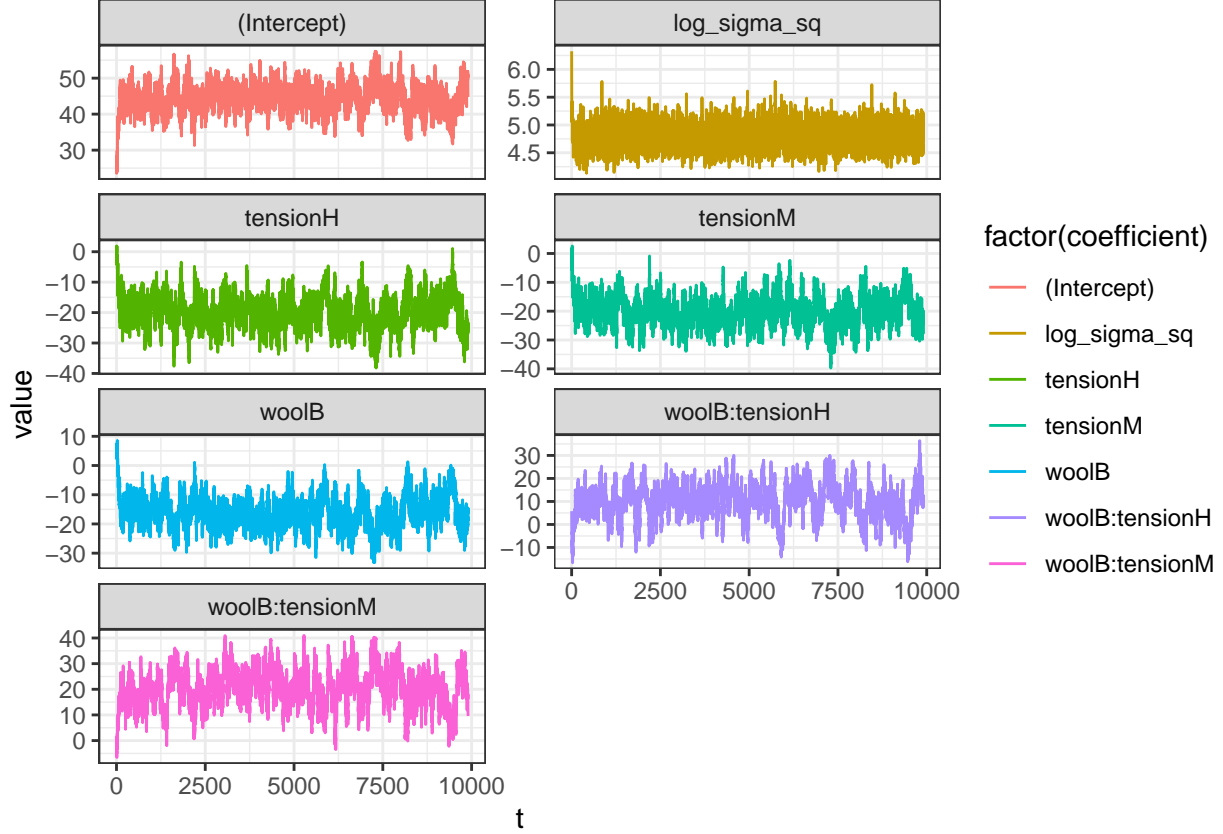 (Intercept)
50
40
30
log_sigma_sq
6.0
5.5
5.0
4.5
tensionH
0
−10
−20
−30
−40
tensionM
0
−10
−20
−30
−40
woolB
10
0
−10
−20
−30
woolB:tensionH
30
20
10
0
−10
0 2500 5000 7500 10000
woolB:tensionM
40
30
20
10
0
0 2500 5000 7500 10000
t
value
factor(coefficient)
(Intercept)
log_sigma_sq
tensionH
tensionM
woolB
woolB:tensionH
woolB:tensionM